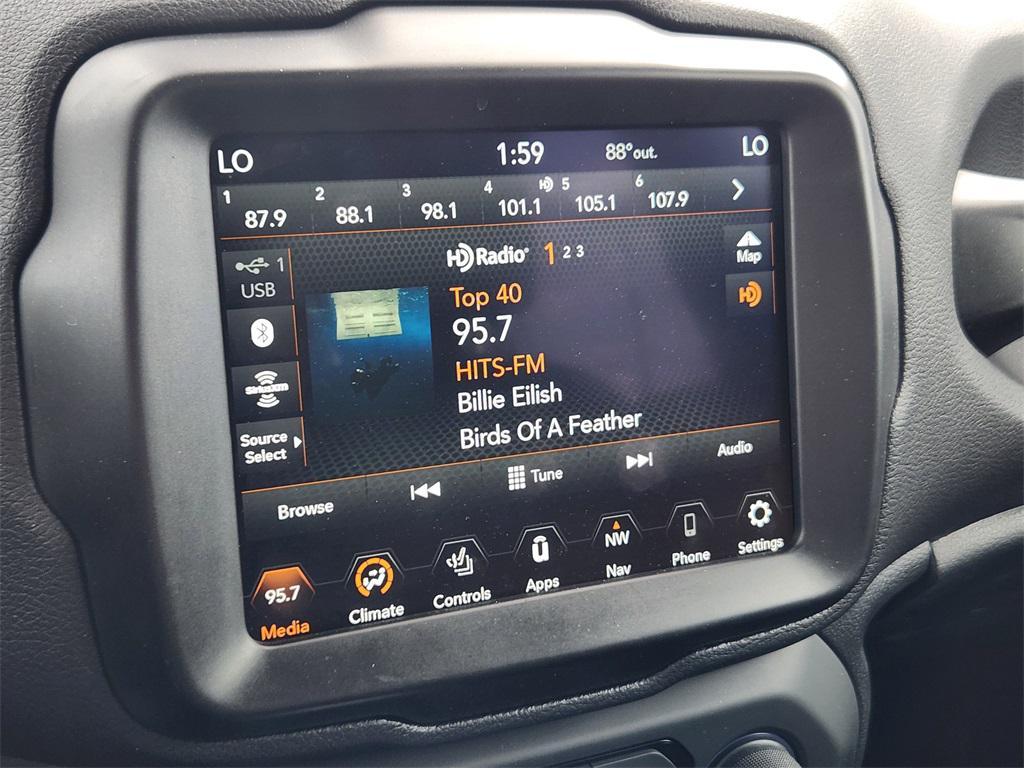 LO 1:59 88° out. LO
1 2 3 4 HD 5 6
87.9 88.1 98.1 101.1 105.1 107.9
HD Radio® 1 2 3
Map
1
USB
Top 40
95.7
HITS-FM
Billie Eilish
Birds Of A Feather
HD
SiriusXM
Source
Select
Browse
Tune
Audio
95.7
Media
Climate
Controls
Apps
NW
Nav
Phone
Settings